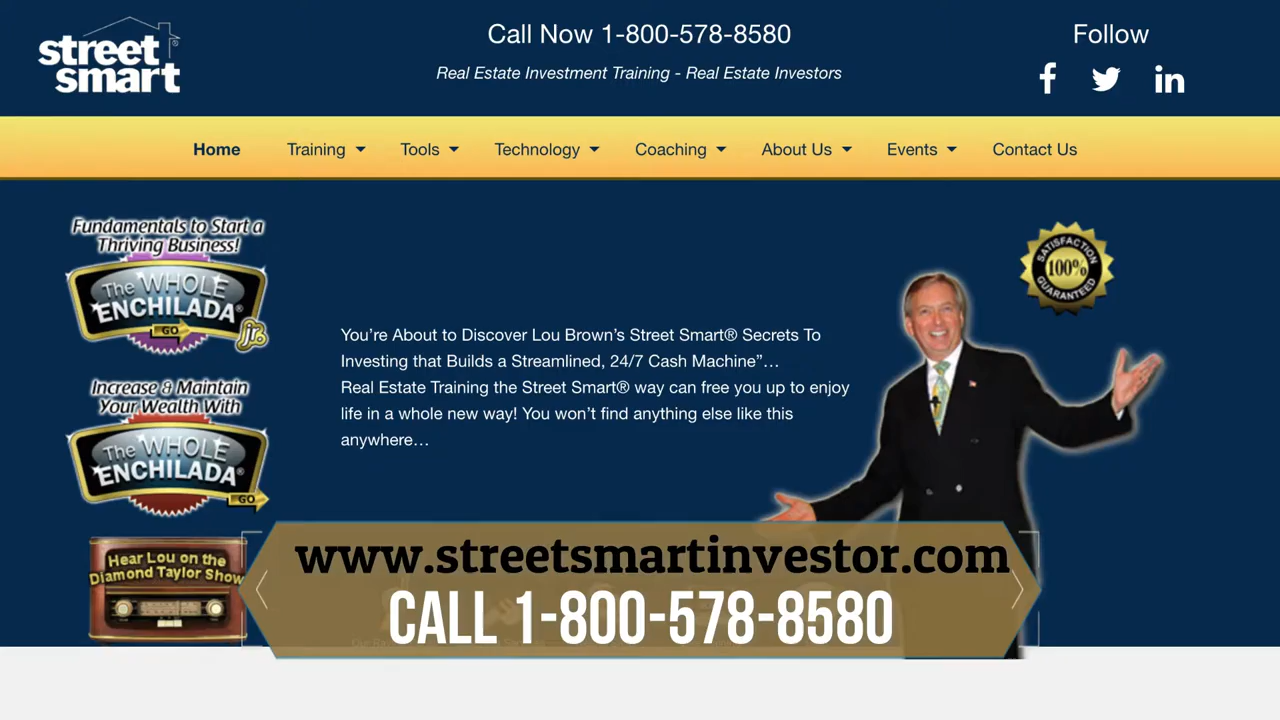 street
smart®
Call Now 1-800-578-8580
Real Estate Investment Training - Real Estate Investors
Follow
Home
Training
Tools
Technology
Coaching
About Us
Events
Contact Us
Fundamentals to Start a
Thriving Business!
The WHOLE
ENCHILADA®
GO
jr.
Increase & Maintain
Your Wealth With
The WHOLE
ENCHILADA®
GO
Hear Lou on the
Diamond Taylor Show
You’re About to Discover Lou Brown’s Street Smart® Secrets To
Investing that Builds a Streamlined, 24/7 Cash Machine”…
Real Estate Training the Street Smart® way can free you up to enjoy
life in a whole new way! You won’t find anything else like this
anywhere…
SATISFACTION
100%
GUARANTEED
www.streetsmartinvestor.com
CALL 1-800-578-8580